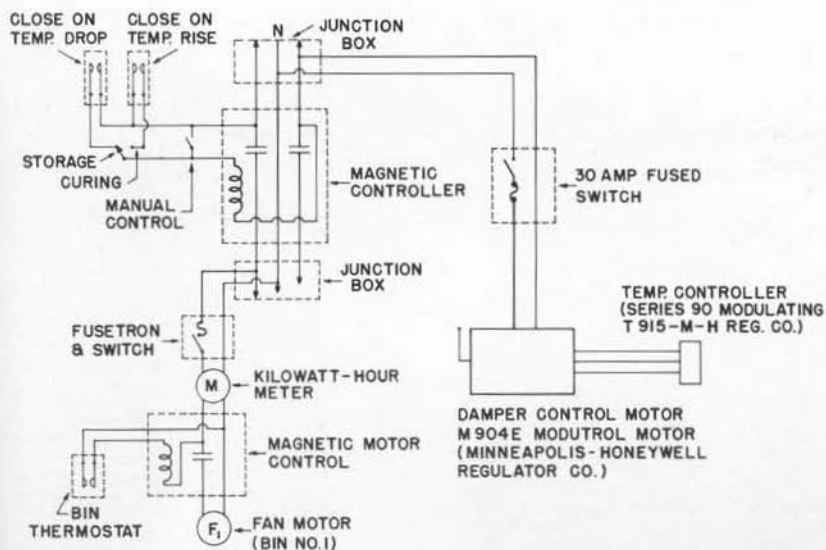 CLOSE ON
TEMP. DROP
CLOSE ON
TEMP. RISE
N
JUNCTION
BOX
STORAGE
CURING
MANUAL
CONTROL
MAGNETIC
CONTROLLER
30 AMP FUSED
SWITCH
JUNCTION
BOX
FUSETRON
& SWITCH
M
KILOWATT-HOUR
METER
TEMP. CONTROLLER
(SERIES 90 MODULATING
T 915-M-H REG. CO.)
DAMPER CONTROL MOTOR
M 904E MODUTROL MOTOR
(MINNEAPOLIS-HONEYWELL
REGULATOR CO.)
MAGNETIC MOTOR
CONTROL
BIN
THERMOSTAT
F1
FAN MOTOR
(BIN NO.1)